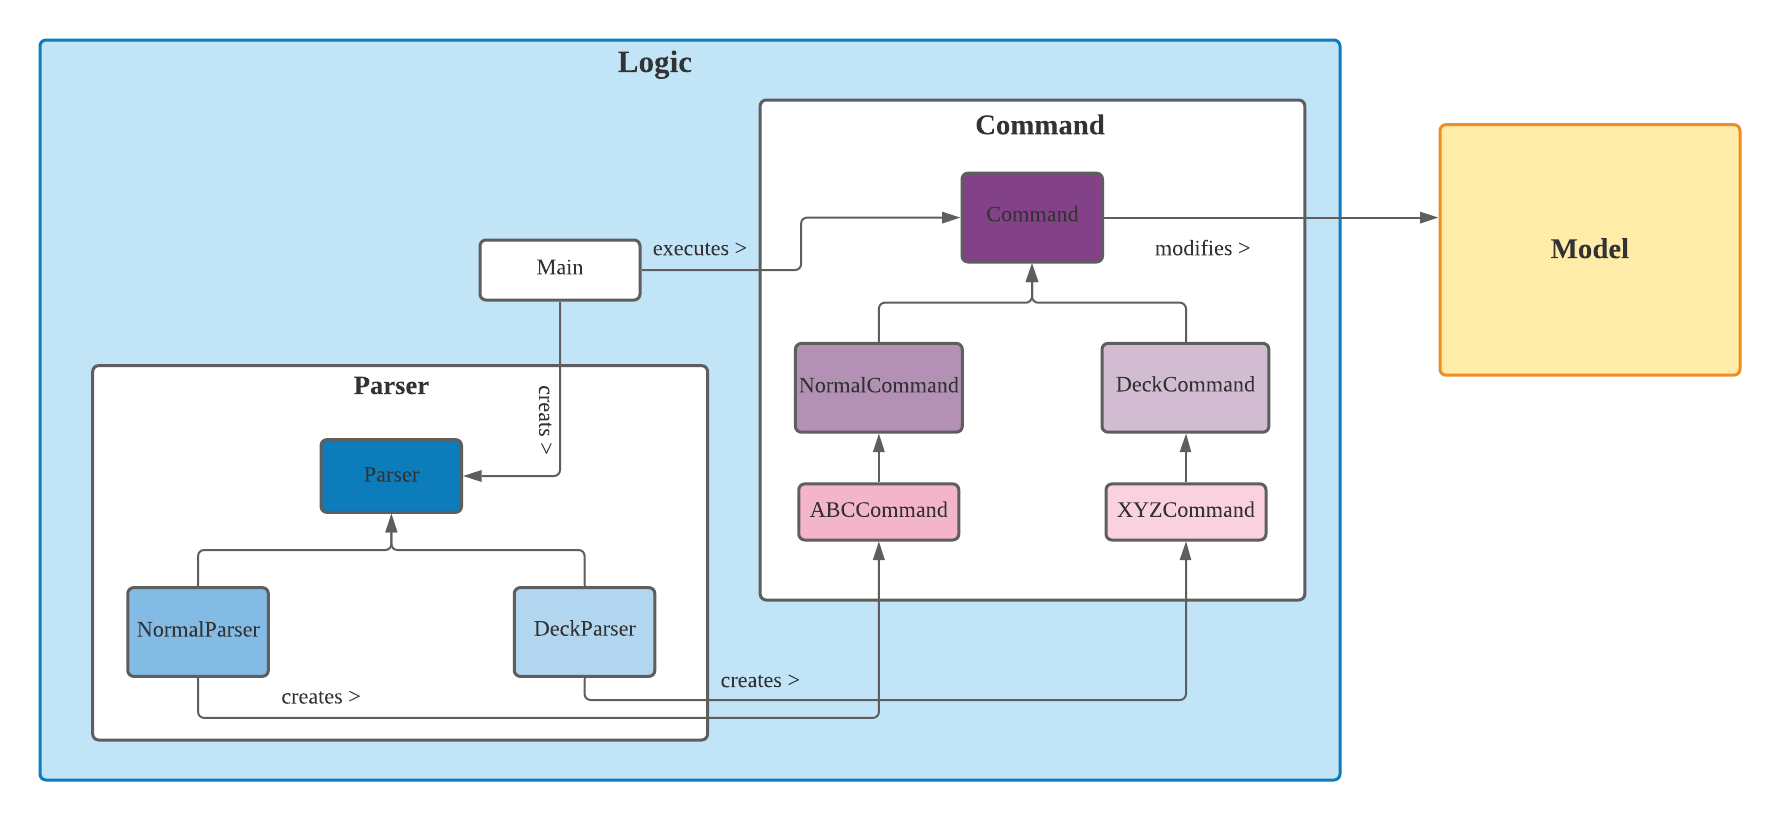 Logic
Command
Command
executes >
modifies >
Model
Main
Parser
creats >
NormalCommand
DeckCommand
Parser
ABCCommand
XYZCommand
NormalParser
DeckParser
creates >
creates >